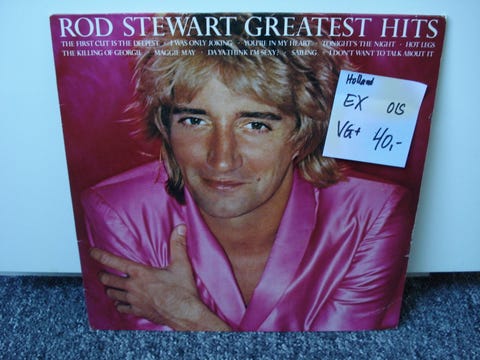 ROD STEWART GREATEST HITS
THE FIRST CUT IS THE DEEPEST · I WAS ONLY JOKING · YOU'RE IN MY HEART · TONIGHT'S THE NIGHT · HOT LEGS
THE KILLING OF GEORGIE · MAGGIE MAY · DA YA THINK I'M SEXY? · SAILING · I DON'T WANT TO TALK ABOUT IT
Holland
EX OIS
VG+ 40,-